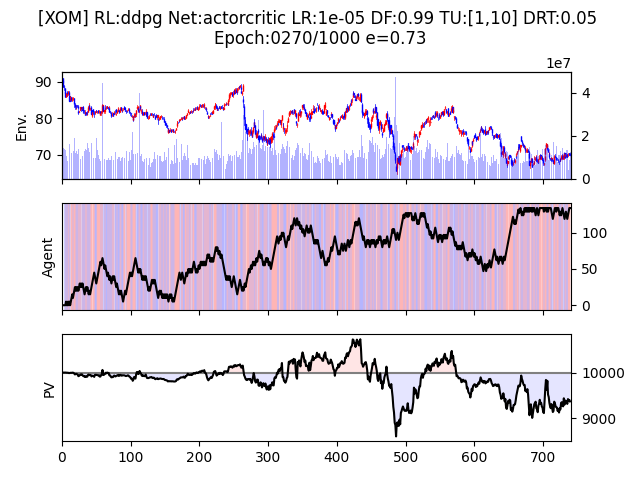 [XOM] RL:ddpg Net:actorcritic LR:1e-05 DF:0.99 TU:[1,10] DRT:0.05
Epoch:0270/1000 e=0.73
1e7
Env.
90
80
70
4
2
0
Agent
100
50
0
PV
10000
9000
0 100 200 300 400 500 600 700